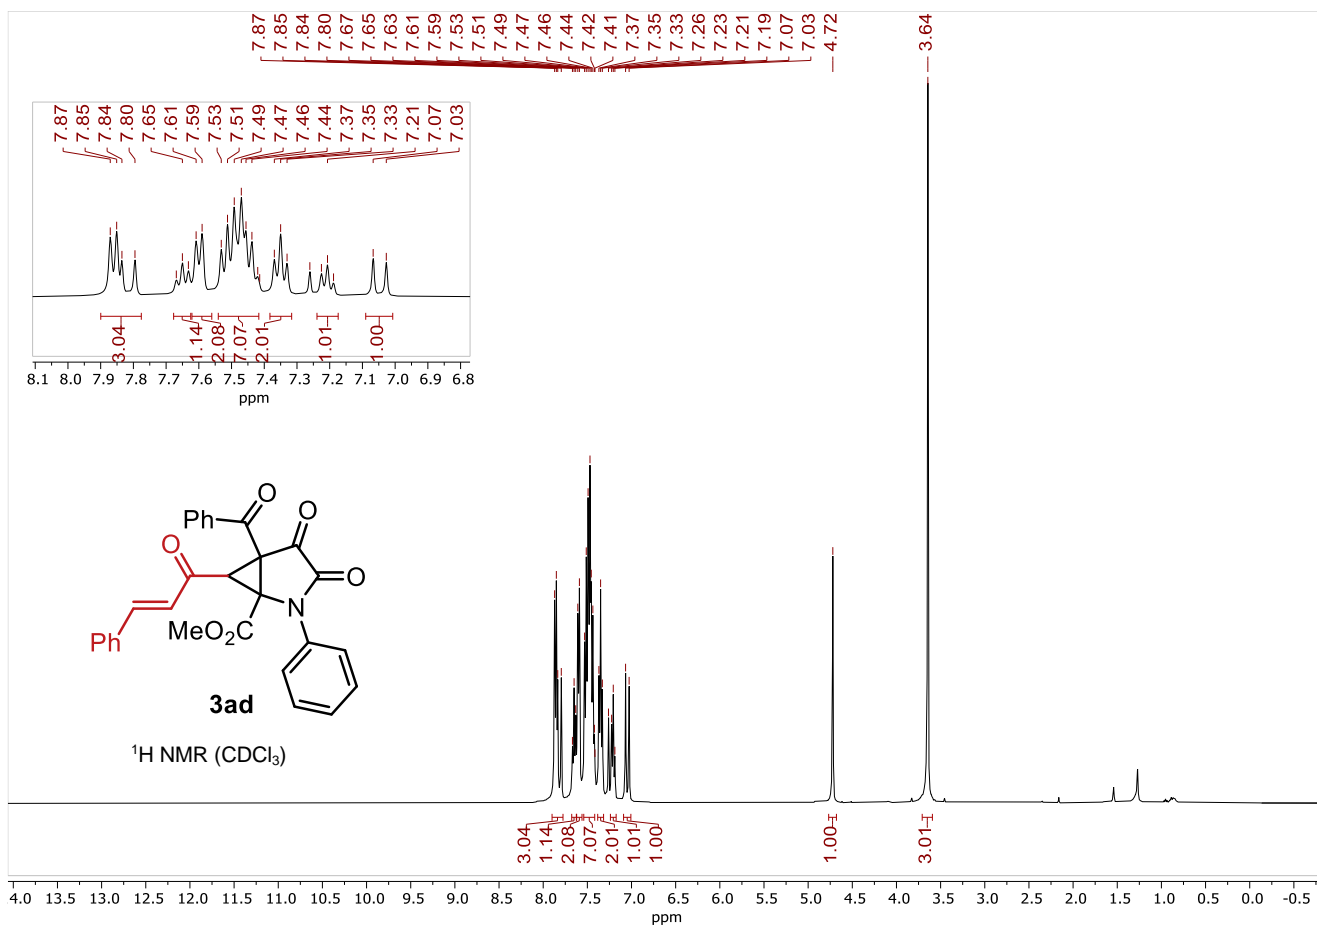 7.87 7.85 7.84 7.80 7.67 7.65 7.63 7.61 7.59 7.53 7.51 7.49 7.47 7.46 7.44 7.42 7.41 7.37 7.35 7.33 7.26 7.23 7.21 7.19 7.07 7.03 4.72 3.64
7.87 7.85 7.84 7.80 7.65 7.61 7.59 7.53 7.51 7.49 7.47 7.46 7.44 7.37 7.35 7.33 7.21 7.07 7.03
3.04 1.14 2.08 7.07 2.01 1.01 1.00
8.1 8.0 7.9 7.8 7.7 7.6 7.5 7.4 7.3 7.2 7.1 7.0 6.9 6.8
ppm
O
Ph
O
O
O
N
MeO₂C
O
Ph
3ad
¹H NMR (CDCl₃)
3.04 1.14 2.08 7.07 2.01 1.01 1.00 1.00 3.01
4.0 13.5 13.0 12.5 12.0 11.5 11.0 10.5 10.0 9.5 9.0 8.5 8.0 7.5 7.0 6.5 6.0 5.5 5.0 4.5 4.0 3.5 3.0 2.5 2.0 1.5 1.0 0.5 0.0 -0.5
ppm